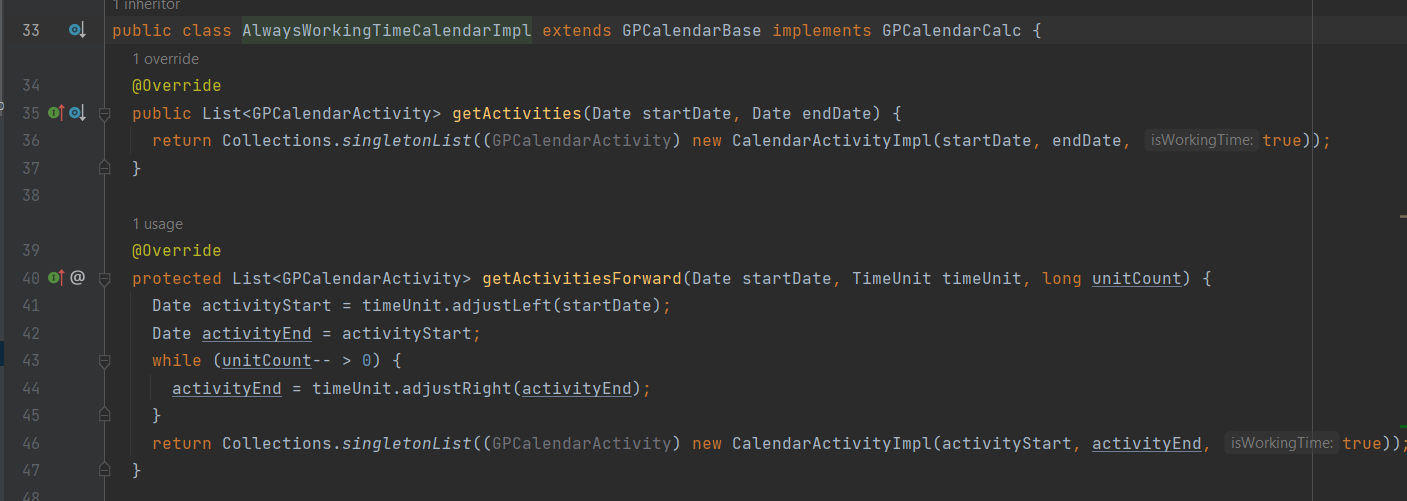 1 inheritor
33 public class AlwaysWorkingTimeCalendarImpl extends GPCalendarBase implements GPCalendarCalc {
1 override
34 @Override
35 public List<GPCalendarActivity> getActivities(Date startDate, Date endDate) {
36 return Collections.singletonList((GPCalendarActivity) new CalendarActivityImpl(startDate, endDate, isWorkingTime: true));
37 }
38
1 usage
39 @Override
40 @ protected List<GPCalendarActivity> getActivitiesForward(Date startDate, TimeUnit timeUnit, long unitCount) {
41 Date activityStart = timeUnit.adjustLeft(startDate);
42 Date activityEnd = activityStart;
43 while (unitCount-- > 0) {
44 activityEnd = timeUnit.adjustRight(activityEnd);
45 }
46 return Collections.singletonList((GPCalendarActivity) new CalendarActivityImpl(activityStart, activityEnd, isWorkingTime: true));
47 }
48